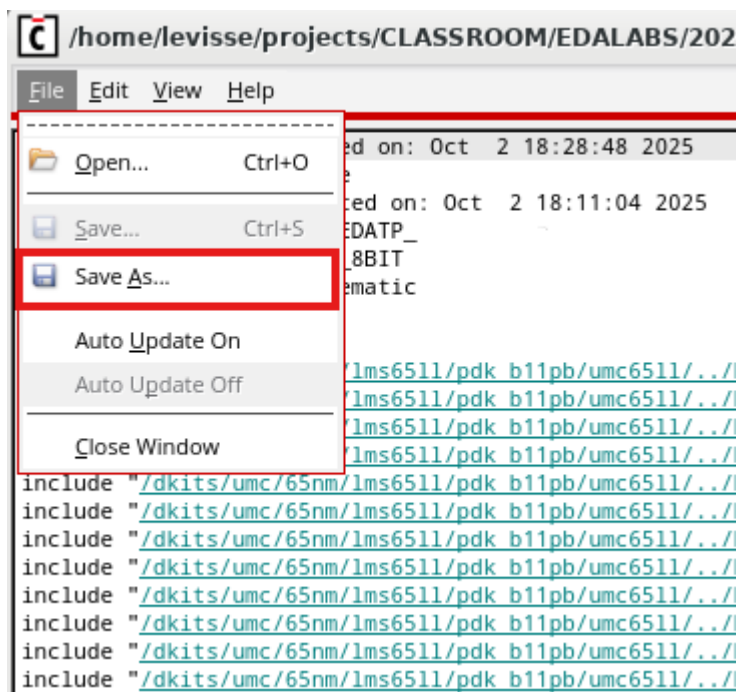 /home/levisse/projects/CLASSROOM/EDALABS/202
File Edit View Help
ed on: Oct  2 18:28:48 2025
Open... Ctrl+O
e
ted on: Oct  2 18:11:04 2025
Save... Ctrl+S
EDATP_
_8BIT
Save As...
ematic
Auto Update On
/lms65ll/pdk_b11pb/umc65ll/../
Auto Update Off
/lms65ll/pdk_b11pb/umc65ll/../
/lms65ll/pdk_b11pb/umc65ll/../
Close Window
/lms65ll/pdk_b11pb/umc65ll/../
include "/dkits/umc/65nm/lms65ll/pdk_b11pb/umc65ll/../
include "/dkits/umc/65nm/lms65ll/pdk_b11pb/umc65ll/../
include "/dkits/umc/65nm/lms65ll/pdk_b11pb/umc65ll/../
include "/dkits/umc/65nm/lms65ll/pdk_b11pb/umc65ll/../
include "/dkits/umc/65nm/lms65ll/pdk_b11pb/umc65ll/../
include "/dkits/umc/65nm/lms65ll/pdk_b11pb/umc65ll/../
include "/dkits/umc/65nm/lms65ll/pdk_b11pb/umc65ll/../
include "/dkits/umc/65nm/lms65ll/pdk_b11pb/umc65ll/../